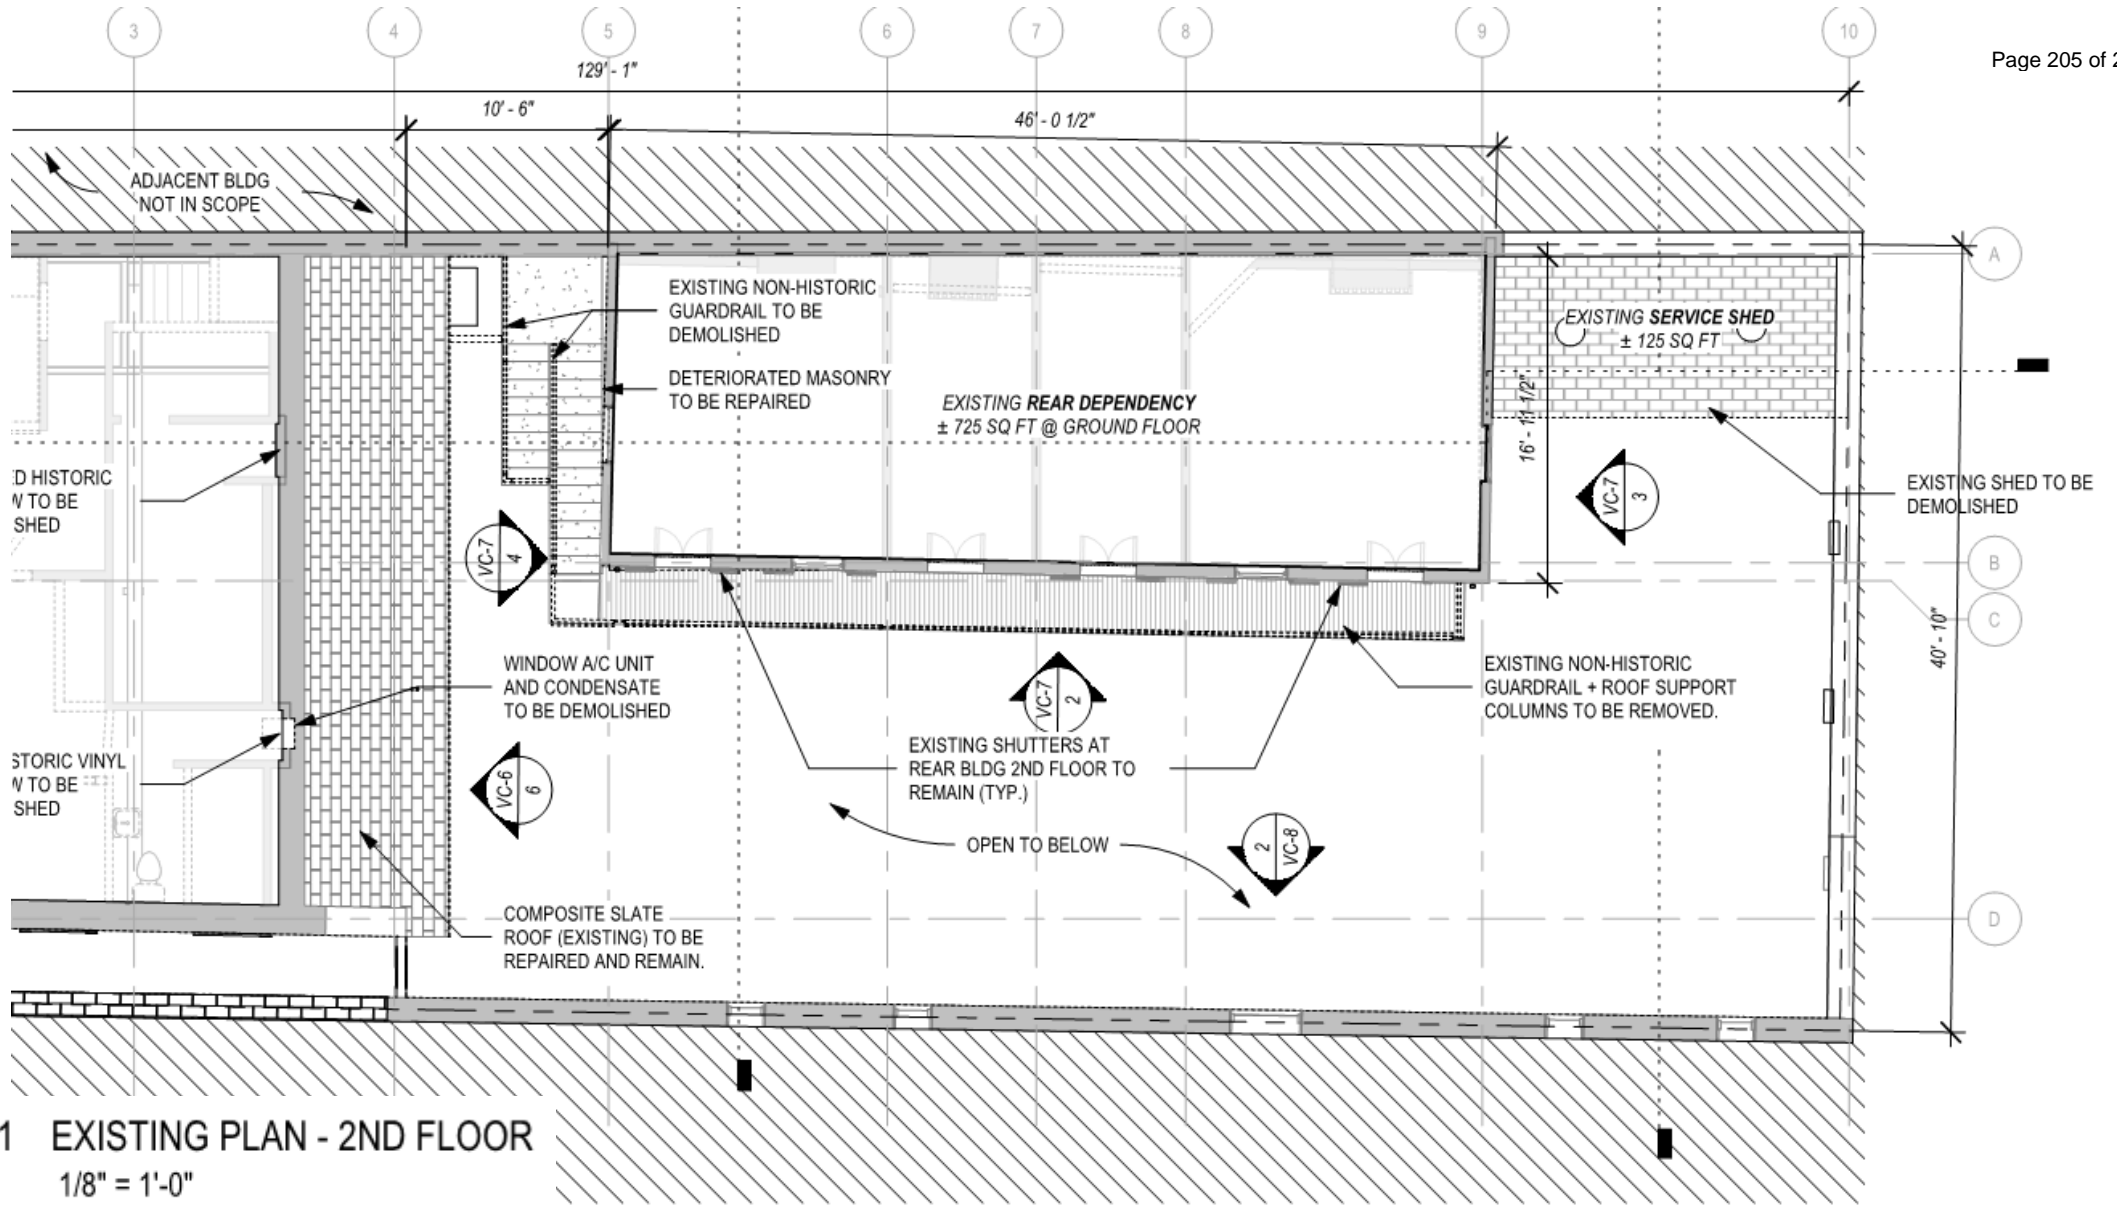 3
4
5
6
7
8
9
10
Page 205 of 2
129' - 1"
10' - 6"
46' - 0 1/2"
ADJACENT BLDG
NOT IN SCOPE
A
EXISTING NON-HISTORIC
GUARDRAIL TO BE
DEMOLISHED
EXISTING SERVICE SHED
± 125 SQ FT
DETERIORATED MASONRY
TO BE REPAIRED
EXISTING REAR DEPENDENCY
± 725 SQ FT @ GROUND FLOOR
16' - 11 1/2"
ED HISTORIC
W TO BE
SHED
VC-7
3
EXISTING SHED TO BE
DEMOLISHED
VC-7
4
B
C
40' - 10"
WINDOW A/C UNIT
AND CONDENSATE
TO BE DEMOLISHED
VC-7
2
EXISTING NON-HISTORIC
GUARDRAIL + ROOF SUPPORT
COLUMNS TO BE REMOVED.
EXISTING SHUTTERS AT
REAR BLDG 2ND FLOOR TO
REMAIN (TYP.)
STORIC VINYL
W TO BE
SHED
VC-6
6
OPEN TO BELOW
2
VC-8
COMPOSITE SLATE
ROOF (EXISTING) TO BE
REPAIRED AND REMAIN.
D
1 EXISTING PLAN - 2ND FLOOR
1/8" = 1'-0"